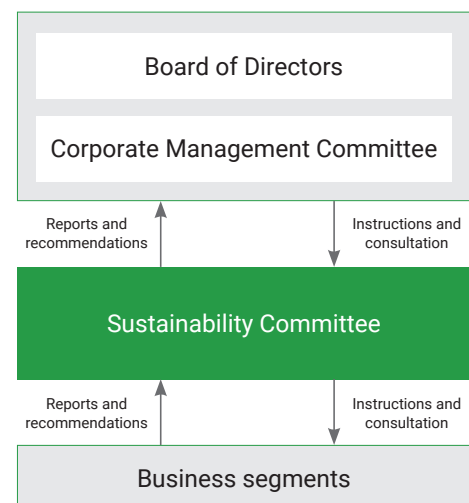 Board of Directors
Corporate Management Committee
Reports and
recommendations
Instructions and
consultation
Sustainability Committee
Reports and
recommendations
Instructions and
consultation
Business segments